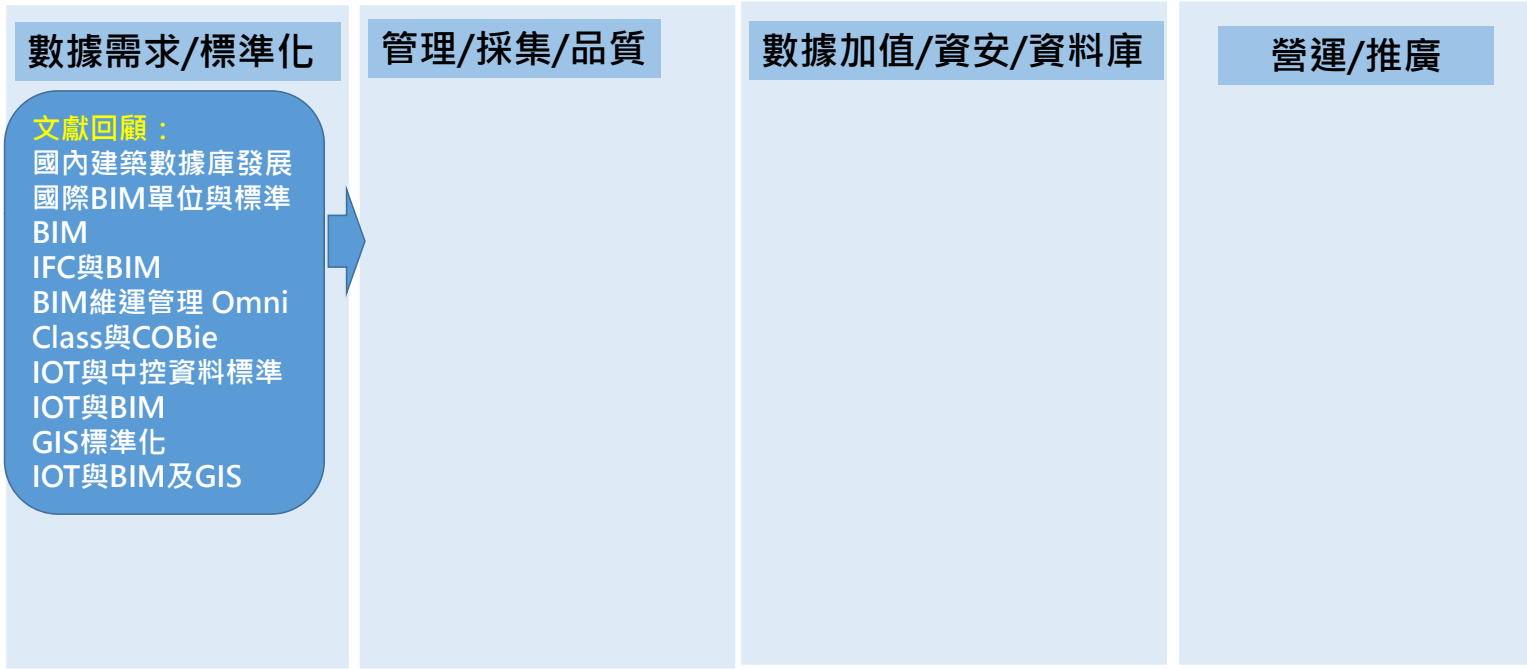 數據需求/標準化
管理/採集/品質
數據加值/資安/資料庫
營運/推廣
文獻回顧：
國內建築數據庫發展
國際BIM單位與標準
BIM
IFC與BIM
BIM維運管理 Omni
Class與COBie
IOT與中控資料標準
IOT與BIM
GIS標準化
IOT與BIM及GIS